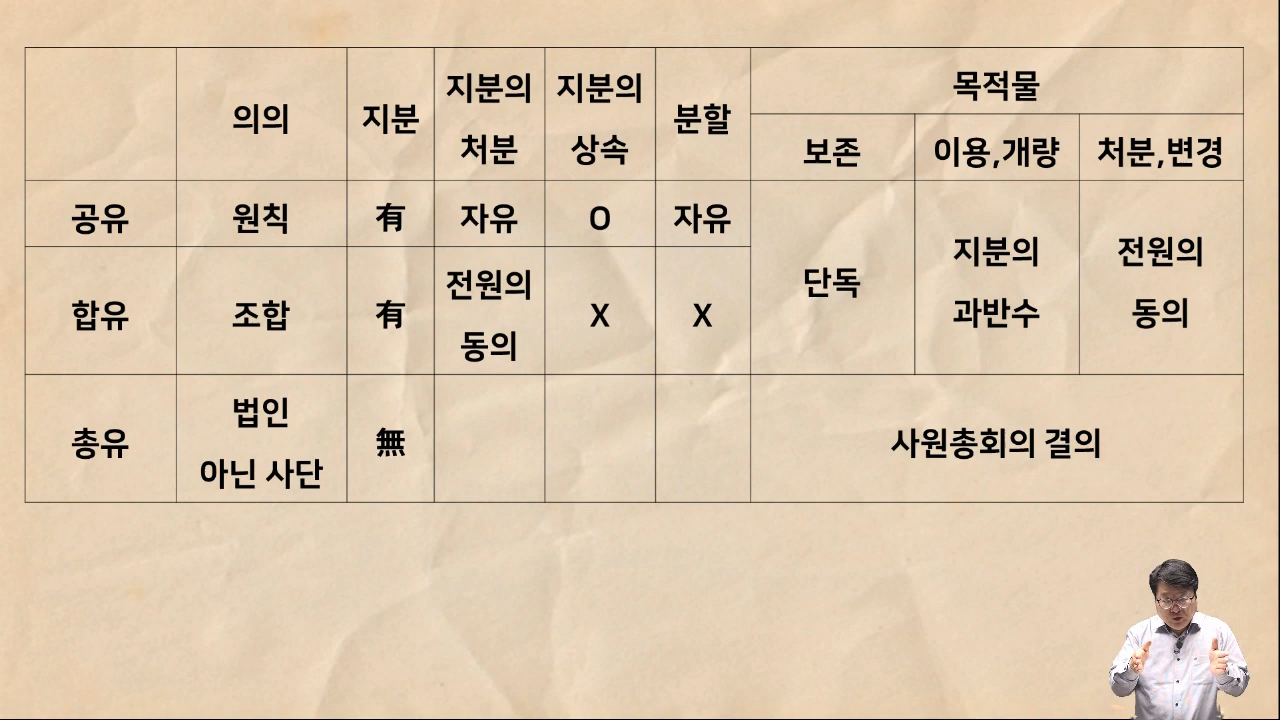 의의
지분
지분의
처분
지분의
상속
분할
목적물
보존
이용,개량
처분,변경
공유
원칙
有
자유
O
자유
단독
지분의
과반수
전원의
동의
합유
조합
有
전원의
동의
X
X
총유
법인
아닌 사단
無
사원총회의 결의